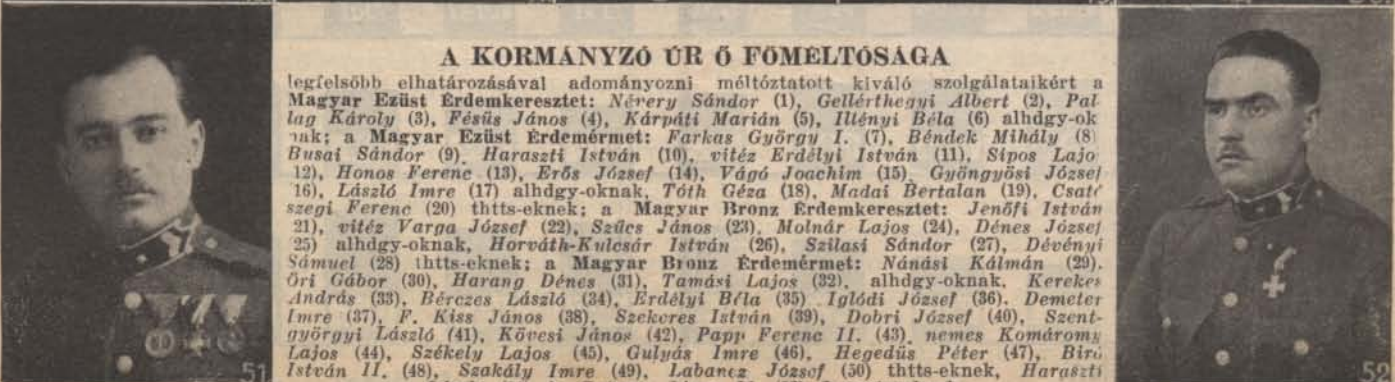 A KORMÁNYZÓ ÚR Ő FŐMÉLTÓSÁGA
legfelsőbb elhatározásával adományozni méltóztatott kiváló szolgálataikért a
Magyar Ezüst Érdemkeresztet: Névery Sándor (1), Gellérthegyi Albert (2), Pal
lag Károly (3), Fésüs János (4), Kárpáti Marián (5), Illényi Béla (6) alhdgy-ok
nak; a Magyar Ezüst Érdemérmet: Farkas György I. (7), Béndek Mihály (8)
Busai Sándor (9), Haraszti István (10), vitéz Erdélyi István (11), Sipos Lajo
12), Honos Ferenc (13), Erős József (14), Vágó Joachim (15), Gyöngyösi József
16), László Imre (17) alhdgy-oknak, Tóth Géza (18), Madai Bertalan (19), Csaté
szegi Ferenc (20) thtts-eknek; a Magyar Bronz Érdemkeresztet: Jenőfi István
21), vitéz Varga József (22), Szűcs János (23), Molnár Lajos (24), Dénes József
25) alhdgy-oknak, Horváth-Kulcsár István (26), Szilasi Sándor (27), Dévényi
Sámuel (28) thtts-eknek; a Magyar Bronz Érdemérmet: Nánási Kálmán (29),
Őri Gábor (30), Harang Dénes (31), Tamási Lajos (32), alhdgy-oknak, Kerekes
András (33), Bérczes László (34), Erdélyi Béla (35) Iglódi József (36), Demeter
Imre (37), F. Kiss János (38), Szekeres István (39), Dobri József (40), Szent-
györgyi László (41), Kövesi János (42), Papp Ferenc II. (43), nemes Komáromy
Lajos (44), Székely Lajos (45), Gulyás Imre (46), Hegedüs Péter (47), Biró
István II. (48), Szakály Imre (49), Labancz József (50) thtts-eknek, Haraszti
51
52